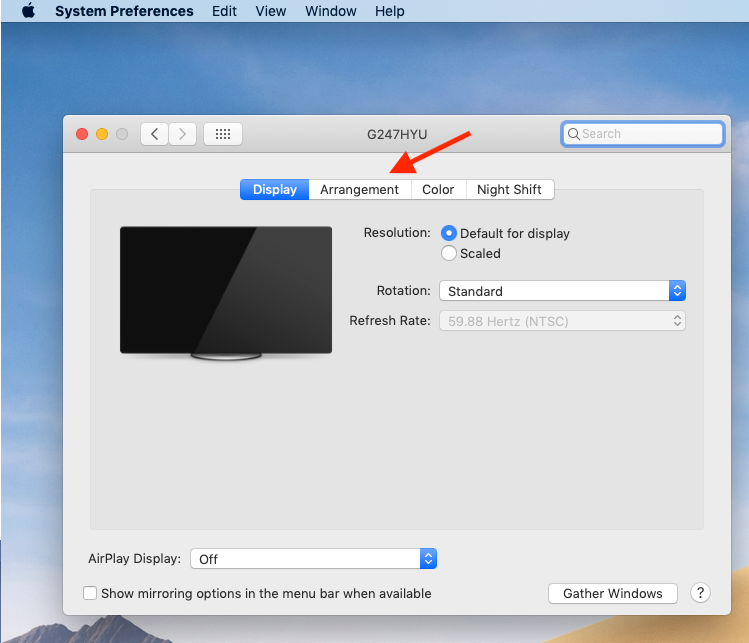 System Preferences Edit View Window Help
G247HYU
Search
Display Arrangement Color Night Shift
Resolution: Default for display
Scaled
Rotation: Standard
Refresh Rate: 59.88 Hertz (NTSC)
AirPlay Display: Off
Show mirroring options in the menu bar when available
Gather Windows ?